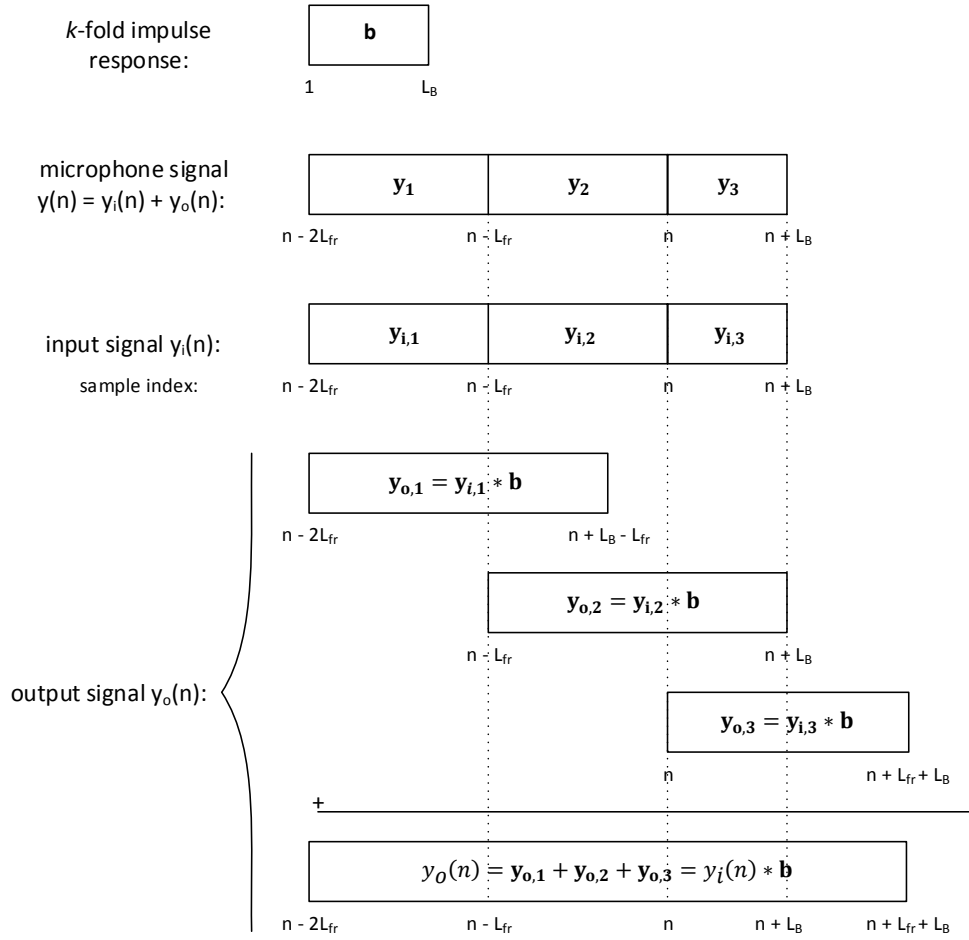 k-fold impulse
response:
b
1 L_B
microphone signal
y(n) = y_i(n) + y_o(n):
y_1 y_2 y_3
n - 2L_fr n - L_fr n n + L_B
input signal y_i(n):
y_i,1 y_i,2 y_i,3
sample index:
n - 2L_fr n - L_fr n n + L_B
y_o,1 = y_i,1 ∗ b
n - 2L_fr n + L_B - L_fr
y_o,2 = y_i,2 ∗ b
n - L_fr n + L_B
output signal y_o(n):
y_o,3 = y_i,3 ∗ b
n n + L_fr + L_B
+
y_O(n) = y_o,1 + y_o,2 + y_o,3 = y_i(n) ∗ b
n - 2L_fr n - L_fr n n + L_B n + L_fr + L_B